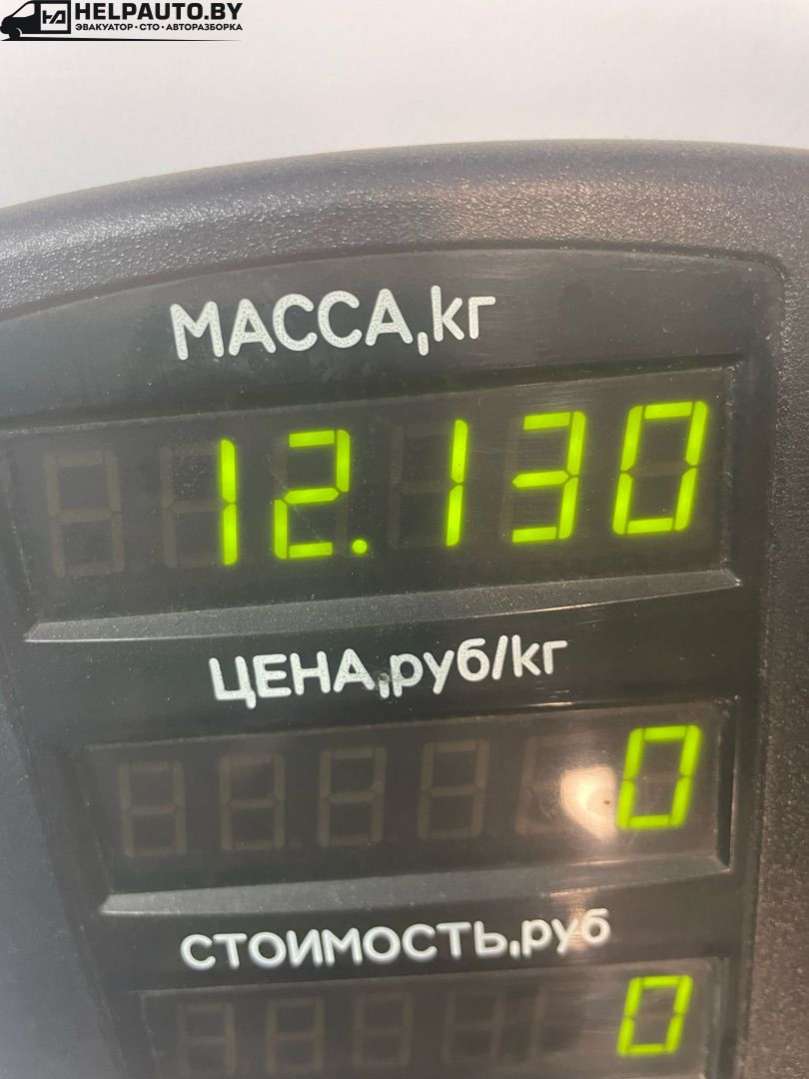 HELPAUTO.BY
ЭВАКУАТОР • СТО • АВТОРАЗБОРКА
МАССА,кг
12.130
ЦЕНА,руб/кг
0
СТОИМОСТЬ,руб
0